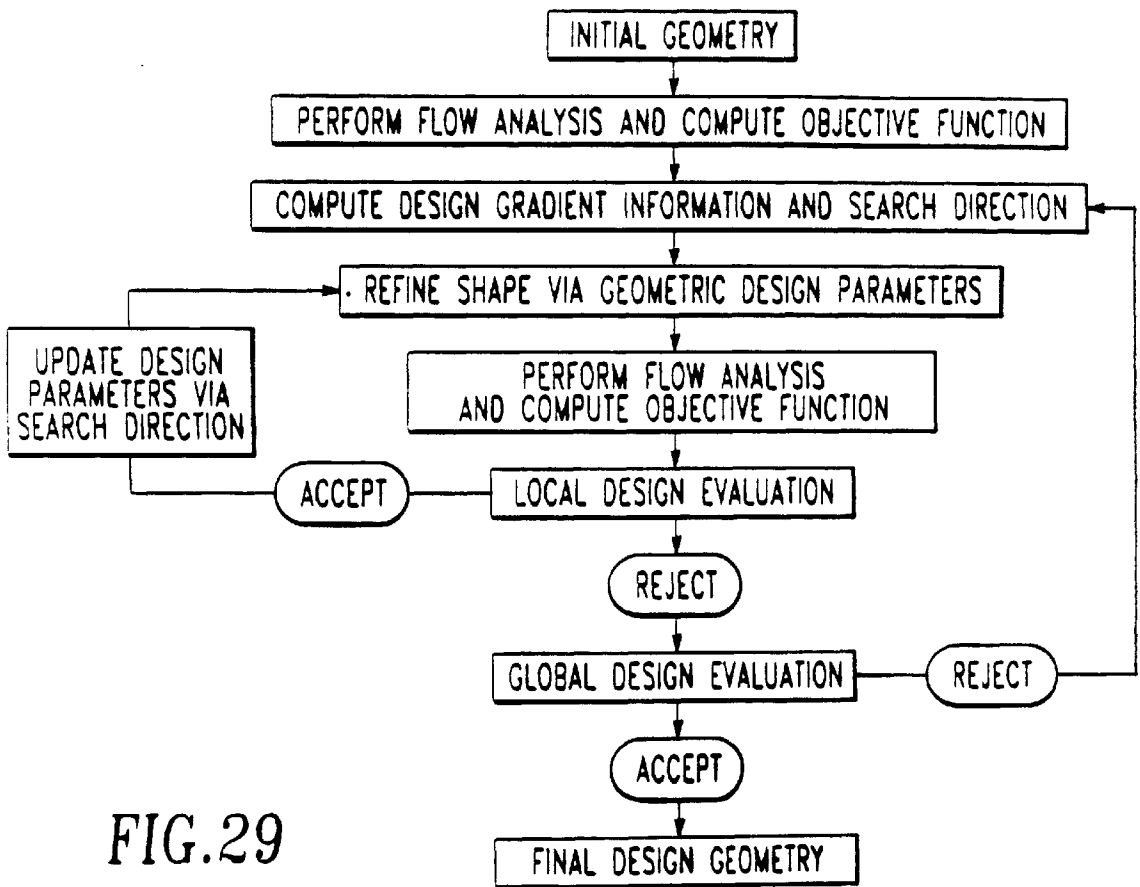 INITIAL GEOMETRY
PERFORM FLOW ANALYSIS AND COMPUTE OBJECTIVE FUNCTION
COMPUTE DESIGN GRADIENT INFORMATION AND SEARCH DIRECTION
REFINE SHAPE VIA GEOMETRIC DESIGN PARAMETERS
UPDATE DESIGN
PARAMETERS VIA
SEARCH DIRECTION
PERFORM FLOW ANALYSIS
AND COMPUTE OBJECTIVE FUNCTION
ACCEPT
LOCAL DESIGN EVALUATION
REJECT
GLOBAL DESIGN EVALUATION
REJECT
ACCEPT
FINAL DESIGN GEOMETRY
FIG.29